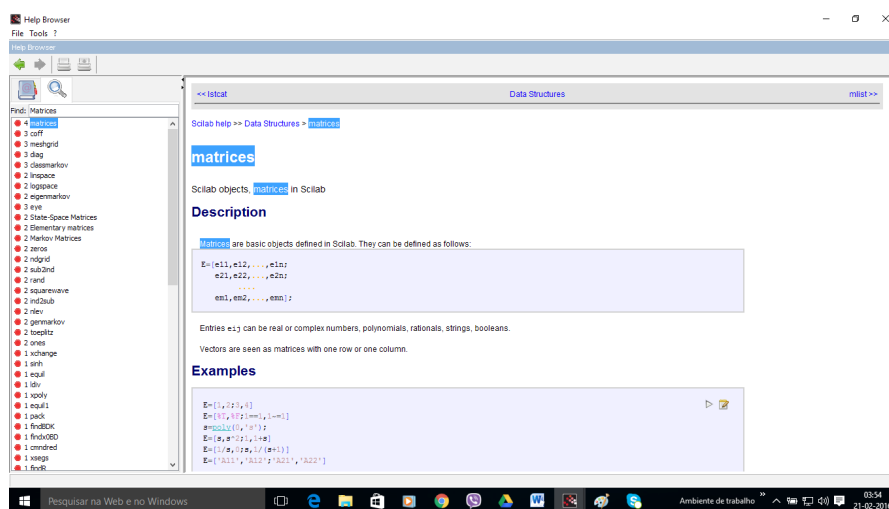 Help Browser
File Tools ?
Help Browser
Find: Matrices
4 matrices
3 coff
3 meshgrid
3 diag
3 classmarkov
2 linspace
2 logspace
2 eigenmarkov
3 eye
2 State-Space Matrices
2 Elementary matrices
2 Markov Matrices
2 zeros
2 ndgrid
2 sub2ind
2 rand
2 squarewave
2 ind2sub
2 nlev
2 genmarkov
2 toeplitz
2 ones
1 xchange
1 sinh
1 equil
1 ldiv
1 xpoly
1 equil1
1 pack
1 findBDK
1 findx0BD
1 cmndred
1 xsegs
1 findR
<< lstcat
Data Structures
mlist >>
Scilab help >> Data Structures > matrices
matrices
Scilab objects, matrices in Scilab
Description
Matrices are basic objects defined in Scilab. They can be defined as follows:
E=[e11,e12,...,e1n;
e21,e22,...,e2n;
....
em1,em2,...,emn];
Entries eij can be real or complex numbers, polynomials, rationals, strings, booleans.
Vectors are seen as matrices with one row or one column.
Examples
E=[1,2;3,4]
E=[%T,%F;1==1,1~=1]
s=poly(0,'s');
E=[s,s^2;1,1+s]
E=[1/s,0;s,1/(s+1)]
E=['A11','A12';'A21','A22']
Pesquisar na Web e no Windows
Ambiente de trabalho
03:54